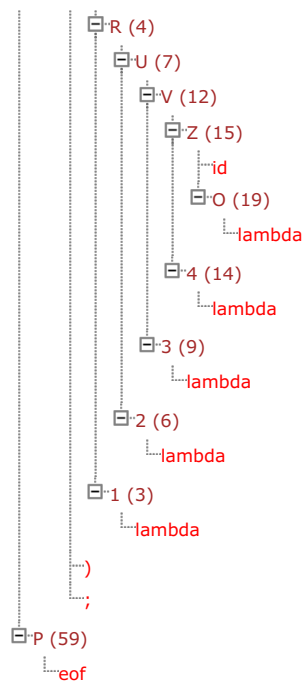 R (4)
U (7)
V (12)
Z (15)
id
O (19)
lambda
4 (14)
lambda
3 (9)
lambda
2 (6)
lambda
1 (3)
lambda
)
;
P (59)
eof